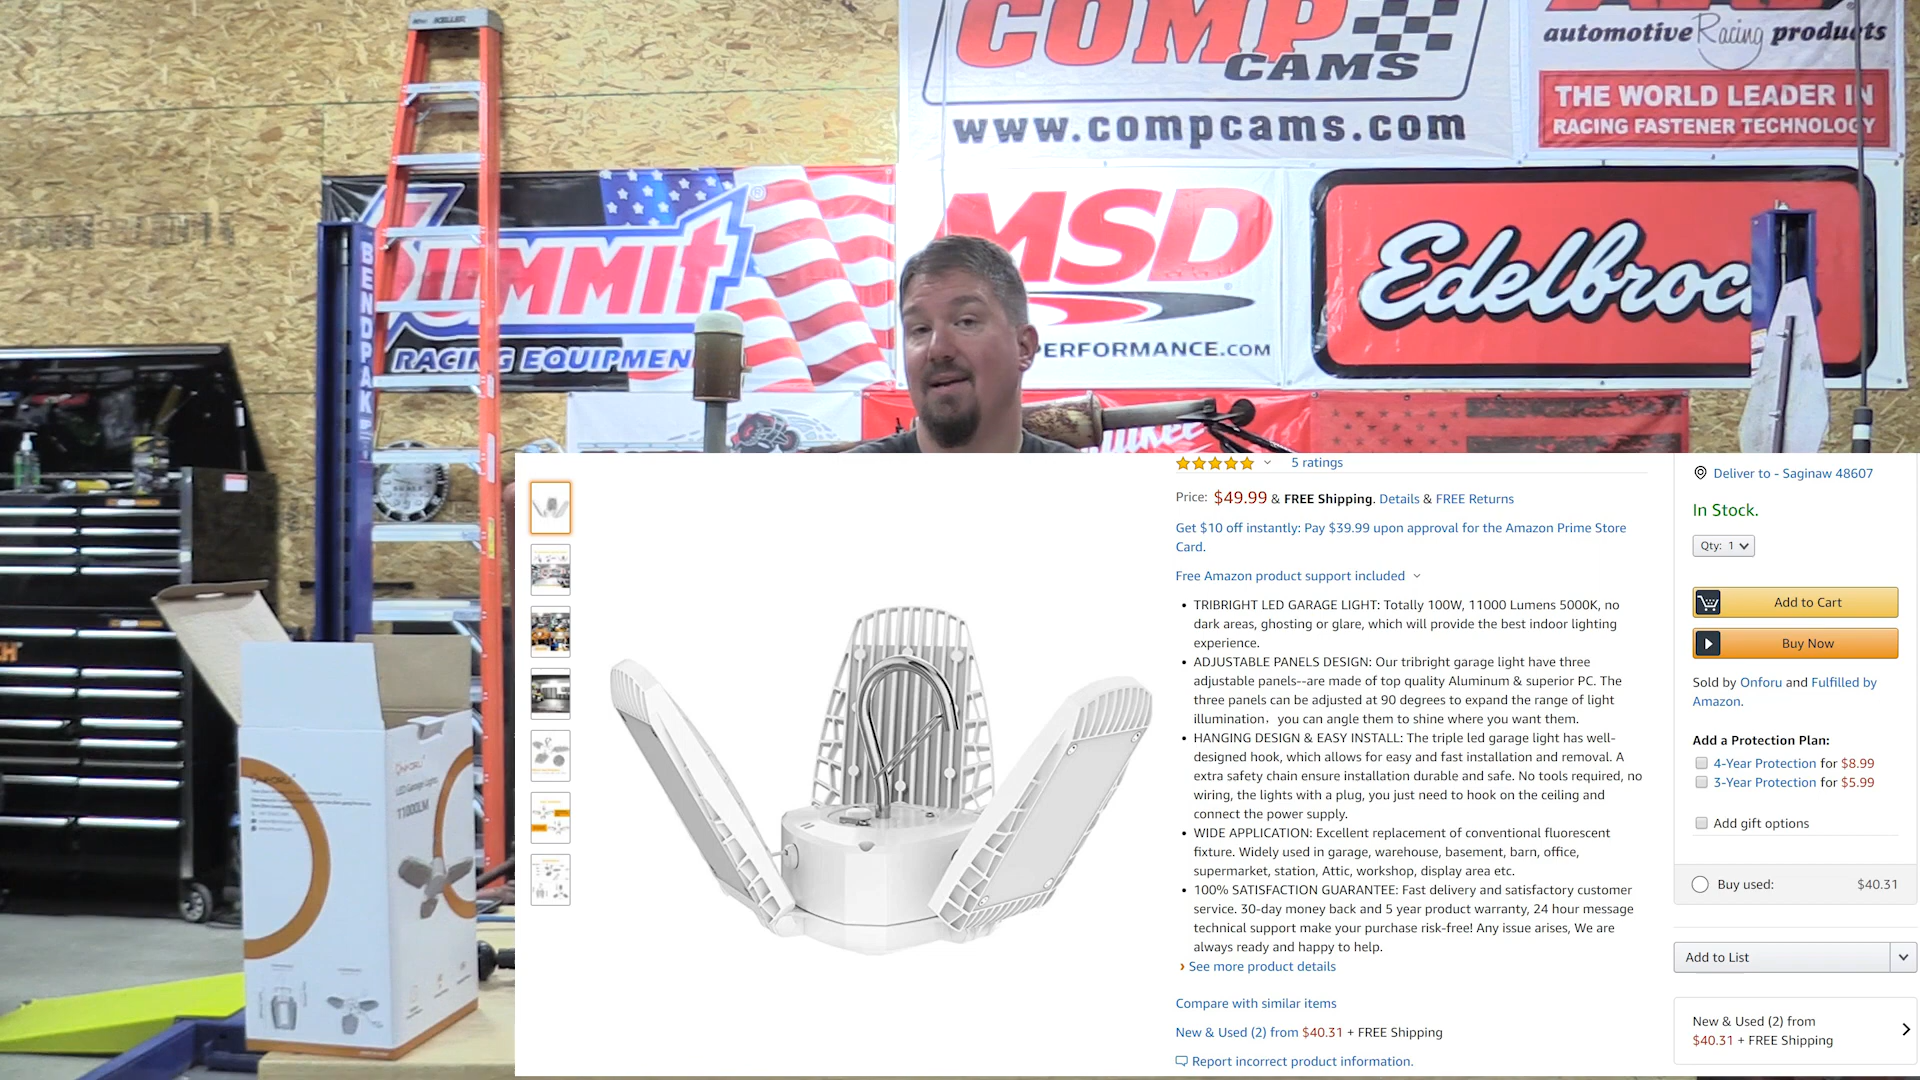 KELLER
COMP
CAMS
www.compcams.com
automotive Racing products
THE WORLD LEADER IN
RACING FASTENER TECHNOLOGY
BENDPAK
SUMMIT
RACING EQUIPMEN
MSD
PERFORMANCE.COM
Edelbroc
ONFORU
LED Garage Lights
11000LM
5 ratings
Price: $49.99 & FREE Shipping. Details & FREE Returns
Get $10 off instantly: Pay $39.99 upon approval for the Amazon Prime Store
Card.
Free Amazon product support included
• TRIBRIGHT LED GARAGE LIGHT: Totally 100W, 11000 Lumens 5000K, no
dark areas, ghosting or glare, which will provide the best indoor lighting
experience.
• ADJUSTABLE PANELS DESIGN: Our tribright garage light have three
adjustable panels--are made of top quality Aluminum & superior PC. The
three panels can be adjusted at 90 degrees to expand the range of light
illumination，you can angle them to shine where you want them.
• HANGING DESIGN & EASY INSTALL: The triple led garage light has well-
designed hook, which allows for easy and fast installation and removal. A
extra safety chain ensure installation durable and safe. No tools required, no
wiring, the lights with a plug, you just need to hook on the ceiling and
connect the power supply.
• WIDE APPLICATION: Excellent replacement of conventional fluorescent
fixture. Widely used in garage, warehouse, basement, barn, office,
supermarket, station, Attic, workshop, display area etc.
• 100% SATISFACTION GUARANTEE: Fast delivery and satisfactory customer
service. 30-day money back and 5 year product warranty, 24 hour message
technical support make your purchase risk-free! Any issue arises, We are
always ready and happy to help.
› See more product details
Compare with similar items
New & Used (2) from $40.31 + FREE Shipping
Report incorrect product information.
Deliver to - Saginaw 48607
In Stock.
Qty: 1
Add to Cart
Buy Now
Sold by Onforu and Fulfilled by
Amazon.
Add a Protection Plan:
4-Year Protection for $8.99
3-Year Protection for $5.99
Add gift options
Buy used: $40.31
Add to List
New & Used (2) from
$40.31 + FREE Shipping